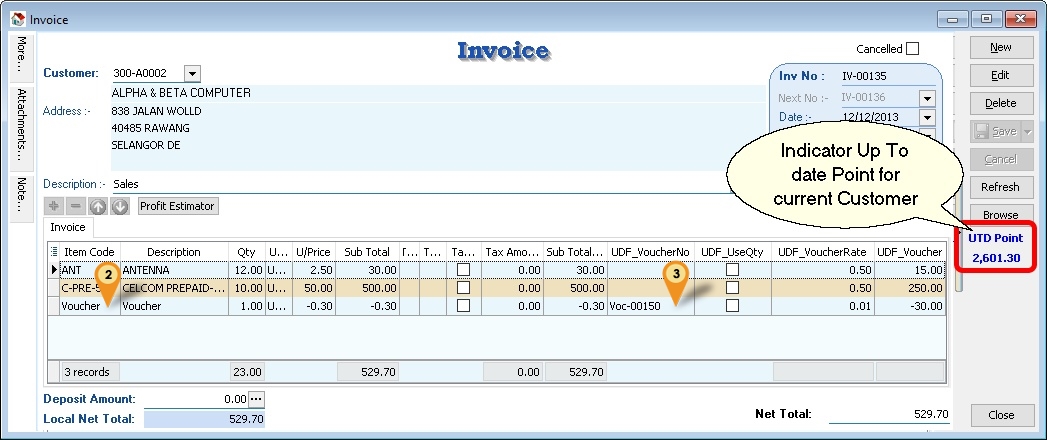 Invoice
Invoice
Cancelled
More...
Attachments...
Note...
Customer: 300-A0002
ALPHA & BETA COMPUTER
Address :- 838 JALAN WOLLD
40485 RAWANG
SELANGOR DE
Inv No : IV-00135
Next No :- IV-00136
Date :- 12/12/2013
Indicator Up To
date Point for
current Customer
Description :- Sales
Profit Estimator
Invoice
Item Code Description Qty U... U/Price Sub Total T... Ta... Tax Amo... Sub Total... UDF_VoucherNo UDF_UseQty UDF_VoucherRate UDF_Voucher
ANT ANTENNA 12.00 U... 2.50 30.00 0.00 30.00 0.50 15.00
C-PRE-5 CELCOM PREPAID-... 10.00 U... 50.00 500.00 0.00 500.00 0.50 250.00
Voucher Voucher 1.00 U... -0.30 -0.30 0.00 -0.30 Voc-00150 0.01 -30.00
2
3
3 records 23.00 529.70 0.00 529.70
Deposit Amount: 0.00 ...
Local Net Total: 529.70
Net Total: 529.70
New
Edit
Delete
Save
Cancel
Refresh
Browse
UTD Point
2,601.30
Close